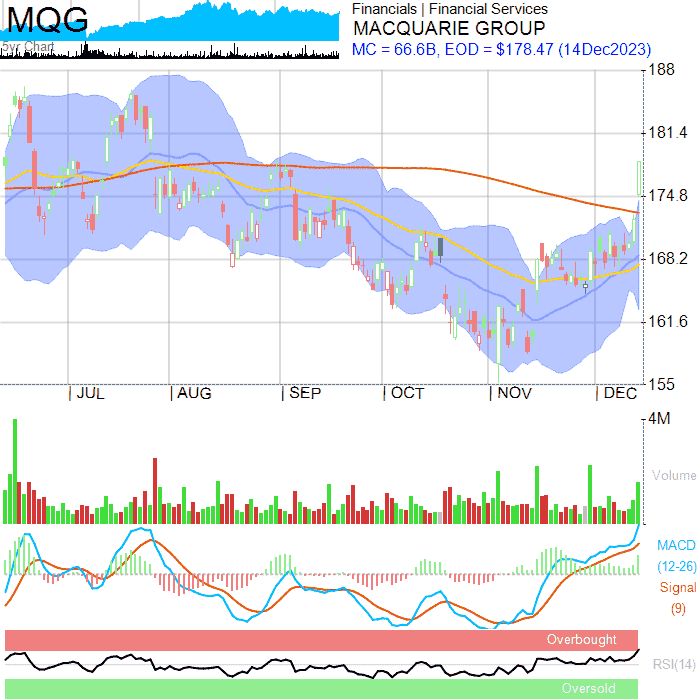 MQG
5yr Chart
Financials | Financial Services
MACQUARIE GROUP
MC = 66.6B, EOD = $178.47 (14Dec2023)
188
181.4
174.8
168.2
161.6
155
JUL AUG SEP OCT NOV DEC
4M
Volume
MACD
(12-26)
Signal
(9)
Overbought
RSI(14)
Oversold